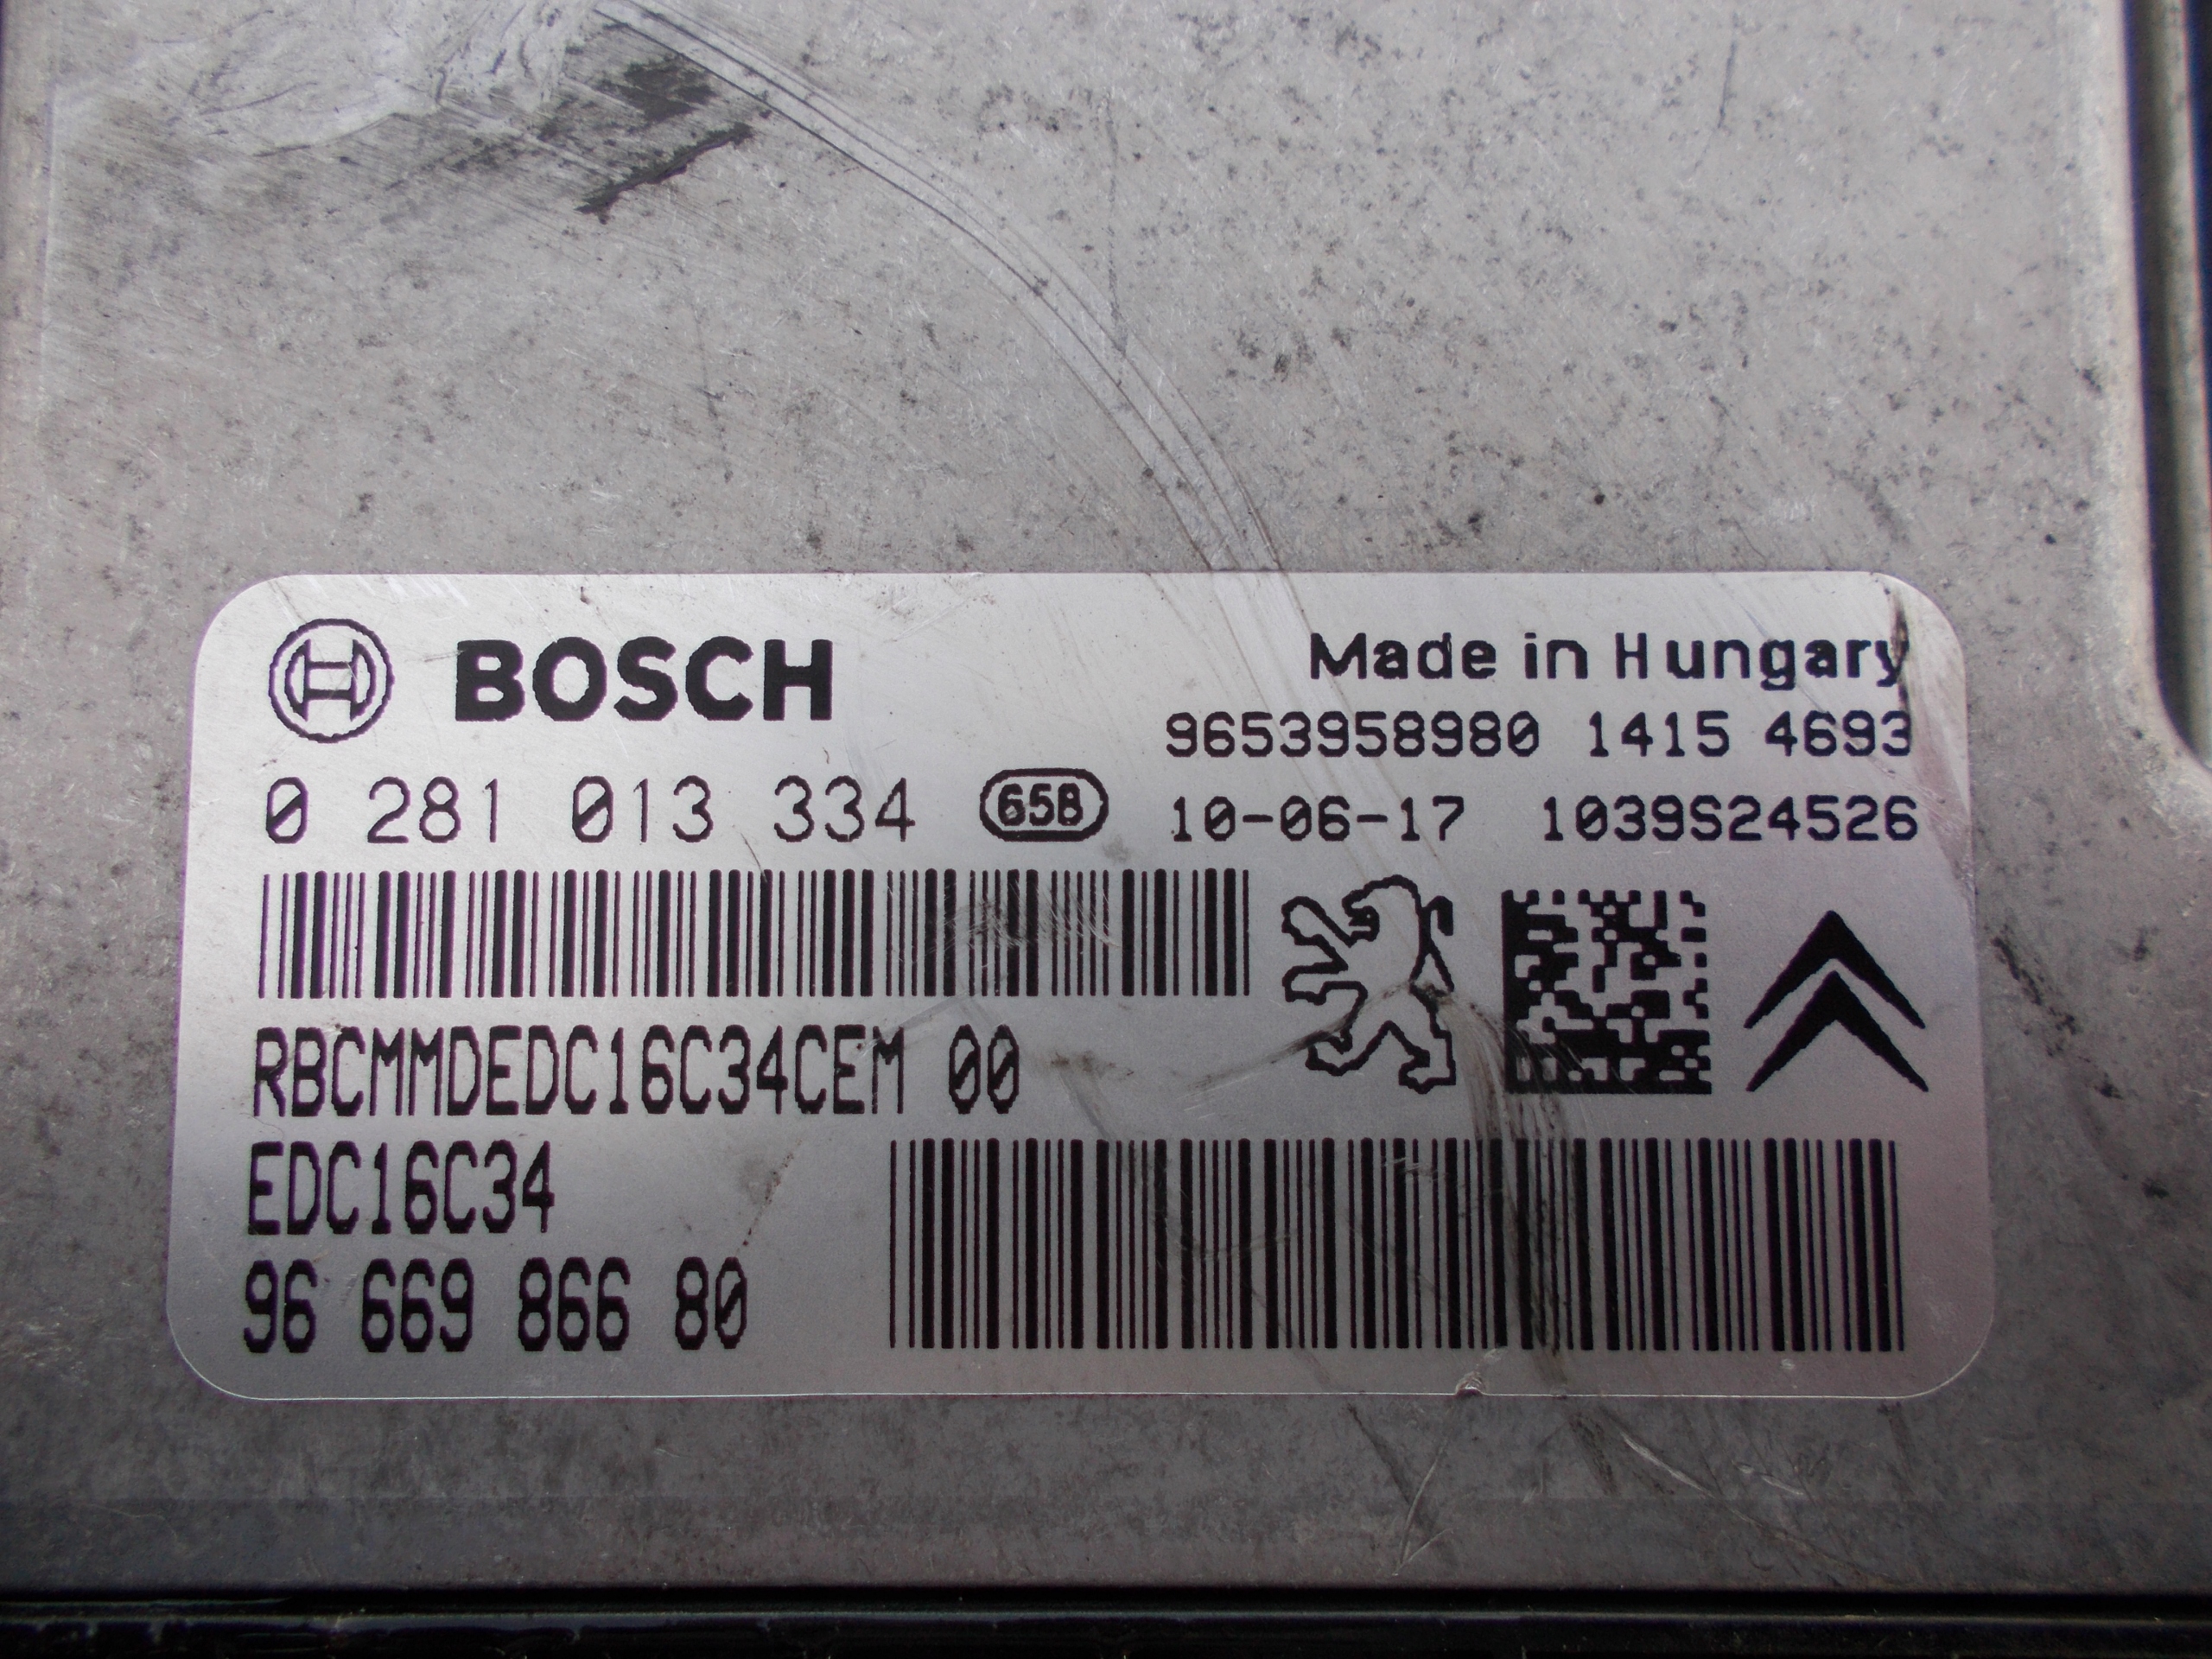 BOSCH
Made in Hungary
9653958980 1415 4693
0 281 013 334 65B 10-06-17 1039S24526
RBCMMDEDC16C34CEM 00
EDC16C34
96 669 866 80